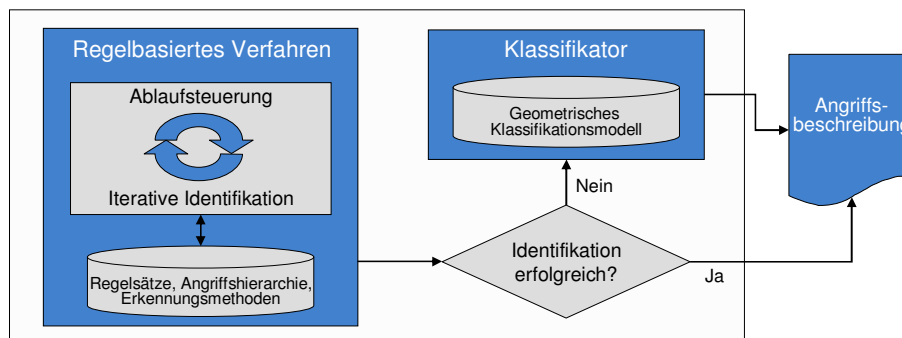 Regelbasiertes Verfahren
Ablaufsteuerung
Iterative Identifikation
Regelsätze, Angriffshierarchie,
Erkennungsmethoden
Klassifikator
Geometrisches
Klassifikationsmodell
Nein
Identifikation
erfolgreich?
Ja
Angriffs-
beschreibung